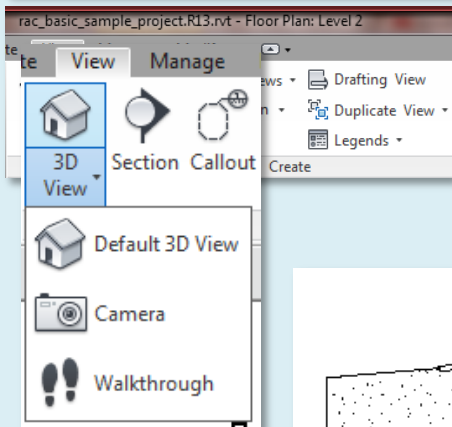 rac_basic_sample_project.R13.rvt - Floor Plan: Level 2
te View Manage
ews Drafting View
3D View Section Callout
n Duplicate View
Legends
Create
Default 3D View
Camera
Walkthrough